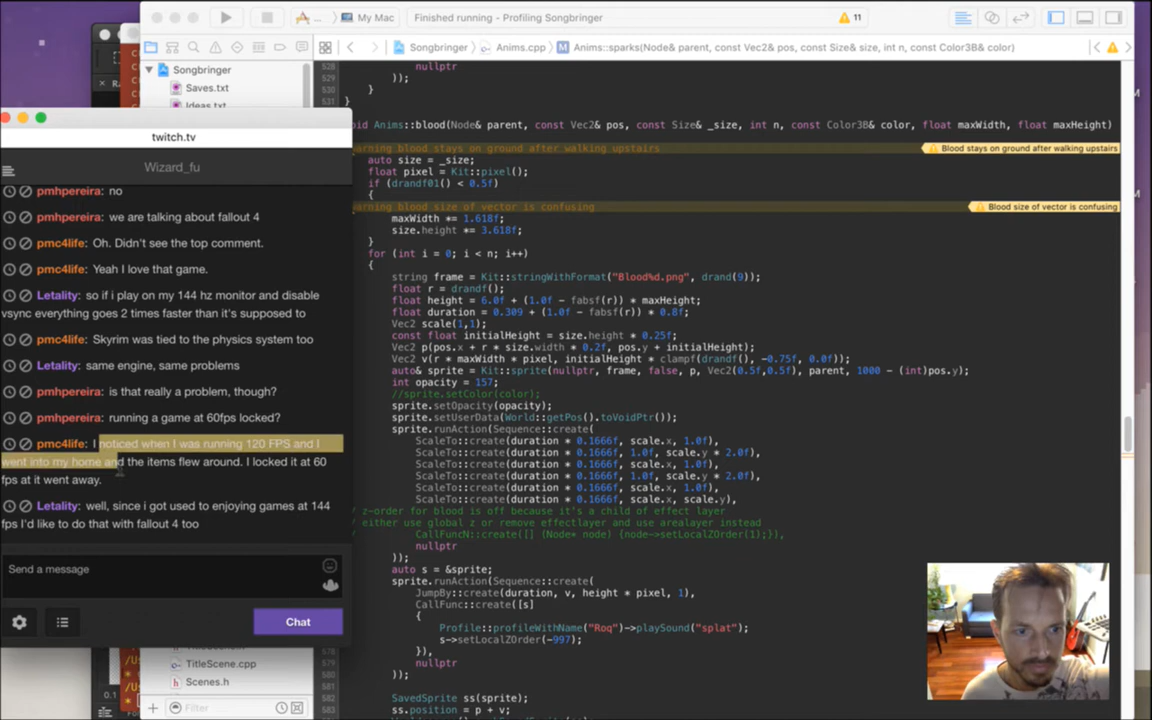 My Mac
Finished running - Profiling Songbringer
11
Songbringer
Anims.cpp
M
Anims::sparks(Node& parent, const Vec2& pos, const Size& size, int n, const Color3B& color)
Songbringer
Saves.txt
Ideas.txt
twitch.tv
Wizard_fu
pmhpereira: no
pmhpereira: we are talking about fallout 4
pmc4life: Oh. Didn't see the top comment.
pmc4life: Yeah I love that game.
Letality: so if i play on my 144 hz monitor and disable
vsync everything goes 2 times faster than it's supposed to
pmc4life: Skyrim was tied to the physics system too
Letality: same engine, same problems
pmhpereira: is that really a problem, though?
pmhpereira: running a game at 60fps locked?
pmc4life: I noticed when I was running 120 FPS and I
went into my home and the items flew around. I locked it at 60
fps at it went away.
Letality: well, since i got used to enjoying games at 144
fps I'd like to do that with fallout 4 too
Send a message
Chat
TitleScene.cpp
Scenes.h
Filter
0.1
528 nullptr
529 ));
530 }
531 }
oid Anims::blood(Node& parent, const Vec2& pos, const Size& _size, int n, const Color3B& color, float maxWidth, float maxHeight)
arning blood stays on ground after walking upstairs
Blood stays on ground after walking upstairs
auto size = _size;
float pixel = Kit::pixel();
if (drandf01() < 0.5f)
{
arning blood size of vector is confusing
Blood size of vector is confusing
maxWidth *= 1.618f;
size.height *= 3.618f;
}
for (int i = 0; i < n; i++)
{
string frame = Kit::stringWithFormat("Blood%d.png", drand(9));
float r = drandf();
float height = 6.0f + (1.0f - fabsf(r)) * maxHeight;
float duration = 0.309 + (1.0f - fabsf(r)) * 0.8f;
Vec2 scale(1,1);
const float initialHeight = size.height * 0.25f;
Vec2 p(pos.x + r * size.width * 0.2f, pos.y + initialHeight);
Vec2 v(r * maxWidth * pixel, initialHeight * clampf(drandf(), -0.75f, 0.0f));
auto& sprite = Kit::sprite(nullptr, frame, false, p, Vec2(0.5f,0.5f), parent, 1000 - (int)pos.y);
int opacity = 157;
//sprite.setColor(color);
sprite.setOpacity(opacity);
sprite.setUserData(World::getPos().toVoidPtr());
sprite.runAction(Sequence::create(
ScaleTo::create(duration * 0.1666f, scale.x, 1.0f),
ScaleTo::create(duration * 0.1666f, 1.0f, scale.y * 2.0f),
ScaleTo::create(duration * 0.1666f, scale.x, 1.0f),
ScaleTo::create(duration * 0.1666f, 1.0f, scale.y * 2.0f),
ScaleTo::create(duration * 0.1666f, scale.x, 1.0f),
ScaleTo::create(duration * 0.1666f, scale.x, scale.y),
/ z-order for blood is off because it's a child of effect layer
/ either use global z or remove effectlayer and use arealayer instead
CallFuncN::create([] (Node* node) {node->setLocalZOrder(1);}),
nullptr
));
auto s = &sprite;
sprite.runAction(Sequence::create(
JumpBy::create(duration, v, height * pixel, 1),
CallFunc::create([s]
{
Profile::profileWithName("Roq")->playSound("splat");
s->setLocalZOrder(-997);
}),
nullptr
));
SavedSprite ss(sprite);
ss.position = p + v;